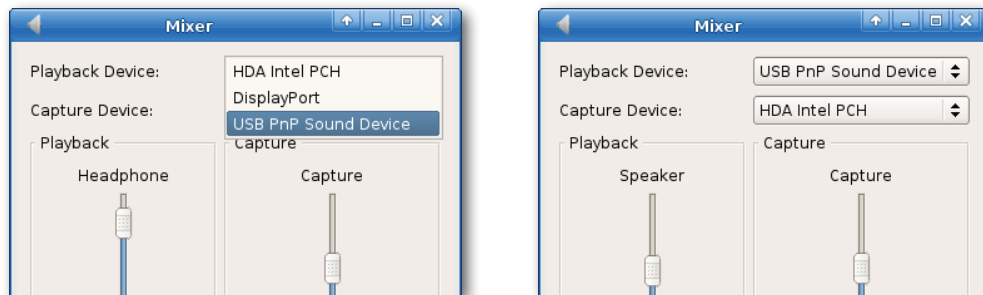 Mixer
Playback Device:
HDA Intel PCH
DisplayPort
USB PnP Sound Device
Capture Device:
Playback
Capture
Headphone
Capture
Mixer
Playback Device: USB PnP Sound Device
Capture Device: HDA Intel PCH
Playback
Capture
Speaker
Capture